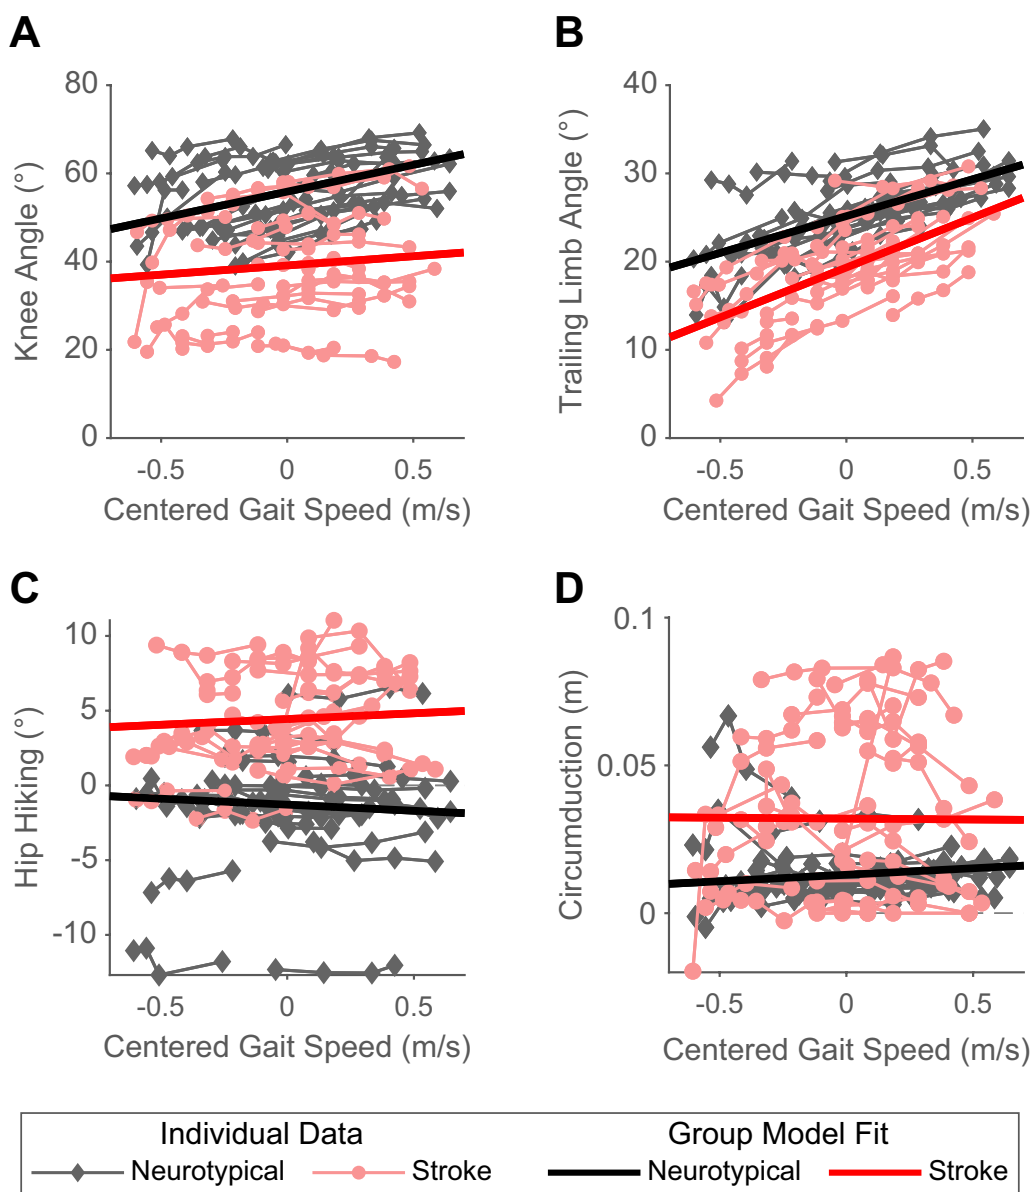 A
B
80
60
40
20
0
Knee Angle (°)
-0.5 0 0.5
Centered Gait Speed (m/s)
40
30
20
10
0
Trailing Limb Angle (°)
-0.5 0 0.5
Centered Gait Speed (m/s)
C
D
10
5
0
-5
-10
Hip Hiking (°)
-0.5 0 0.5
Centered Gait Speed (m/s)
0.1
0.05
0
Circumduction (m)
-0.5 0 0.5
Centered Gait Speed (m/s)
Individual Data Group Model Fit
Neurotypical Stroke Neurotypical Stroke